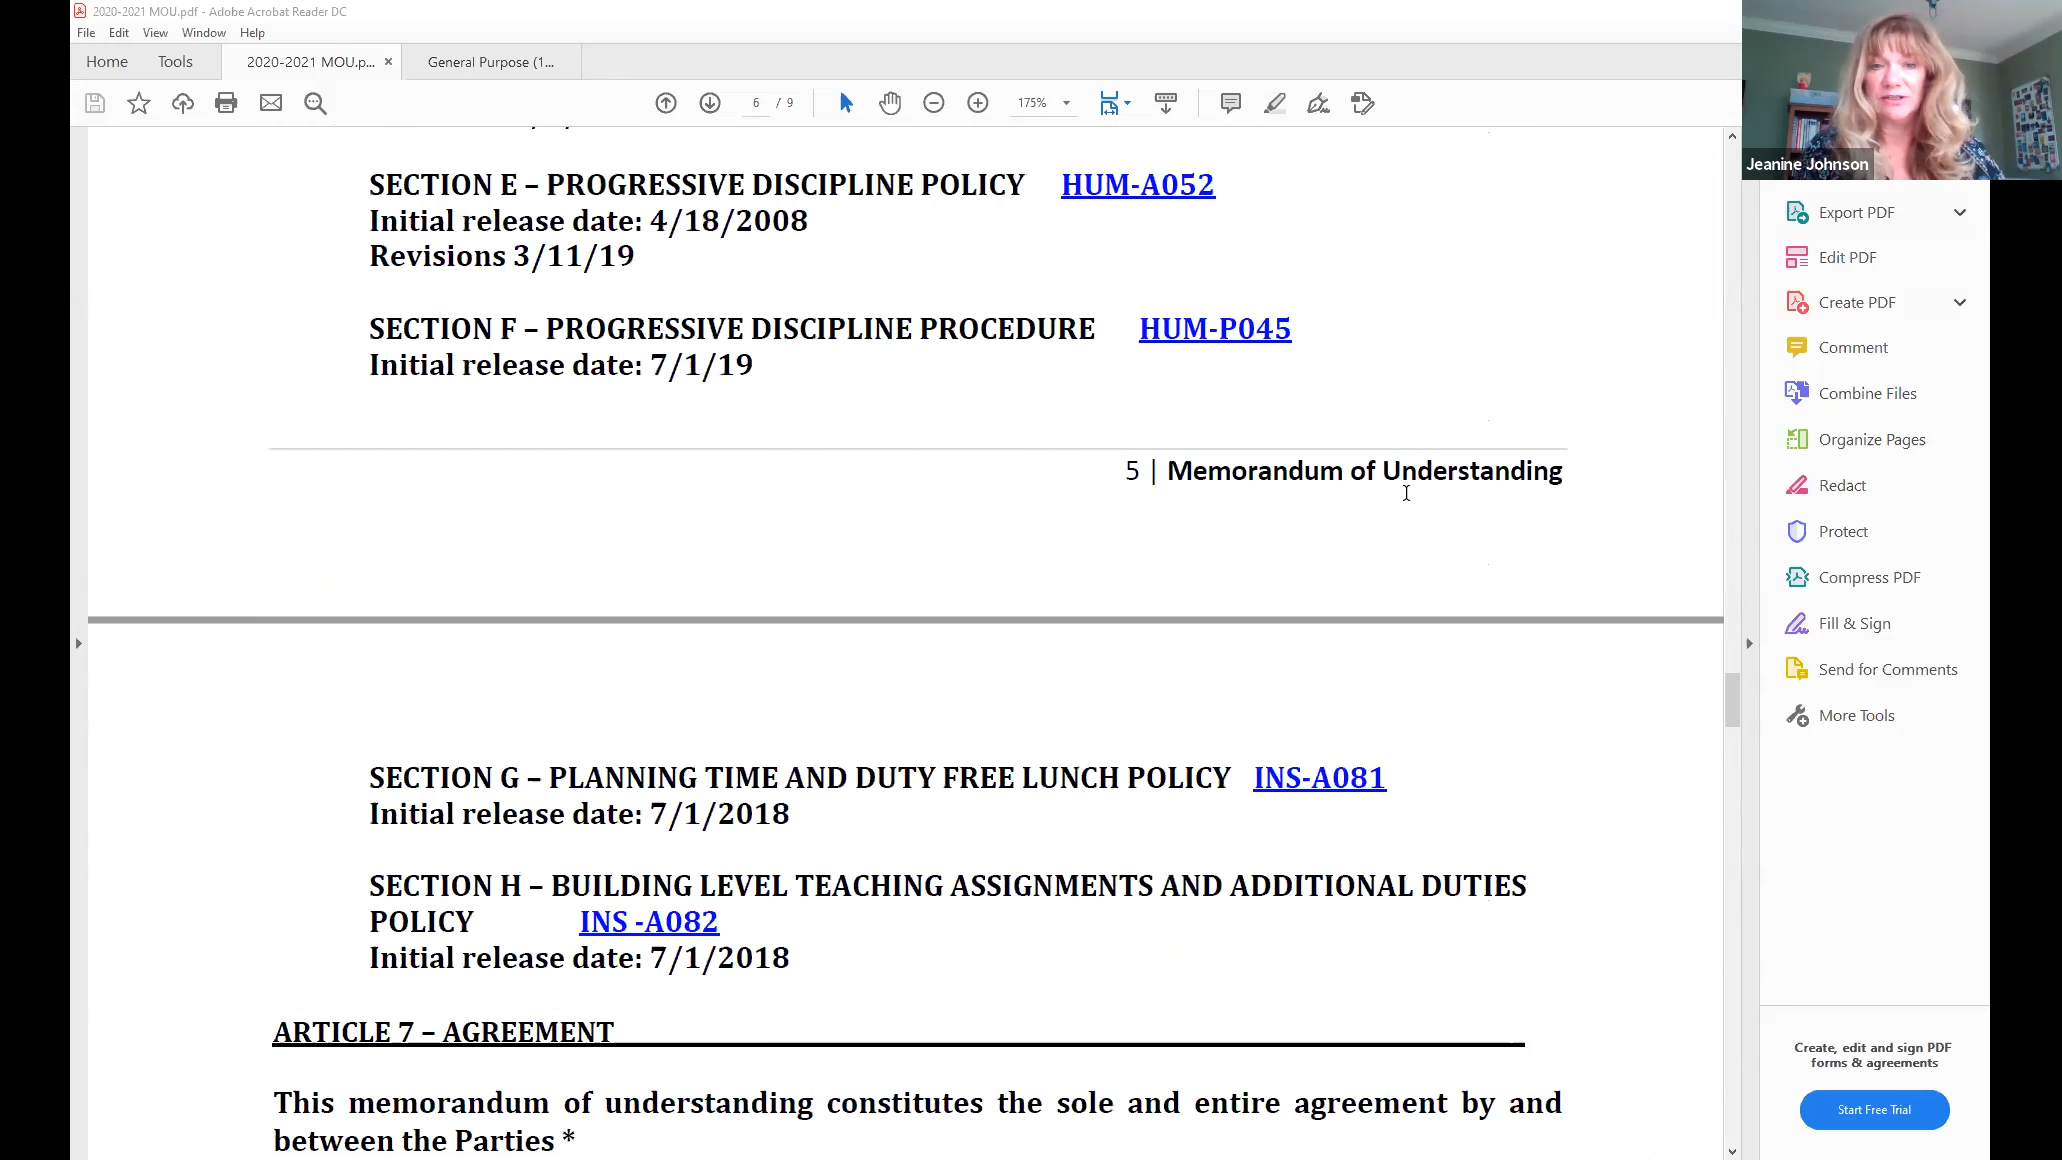 2020-2021 MOU.pdf - Adobe Acrobat Reader DC
File Edit View Window Help
Home Tools 2020-2021 MOU.p... × General Purpose (1...
6 / 9 175%
Jeanine Johnson
SECTION E – PROGRESSIVE DISCIPLINE POLICY HUM-A052
Initial release date: 4/18/2008
Revisions 3/11/19
SECTION F – PROGRESSIVE DISCIPLINE PROCEDURE HUM-P045
Initial release date: 7/1/19
5 | Memorandum of Understanding
SECTION G – PLANNING TIME AND DUTY FREE LUNCH POLICY INS-A081
Initial release date: 7/1/2018
SECTION H – BUILDING LEVEL TEACHING ASSIGNMENTS AND ADDITIONAL DUTIES
POLICY INS -A082
Initial release date: 7/1/2018
ARTICLE 7 – AGREEMENT
This memorandum of understanding constitutes the sole and entire agreement by and
between the Parties *
Export PDF
Edit PDF
Create PDF
Comment
Combine Files
Organize Pages
Redact
Protect
Compress PDF
Fill & Sign
Send for Comments
More Tools
Create, edit and sign PDF
forms & agreements
Start Free Trial